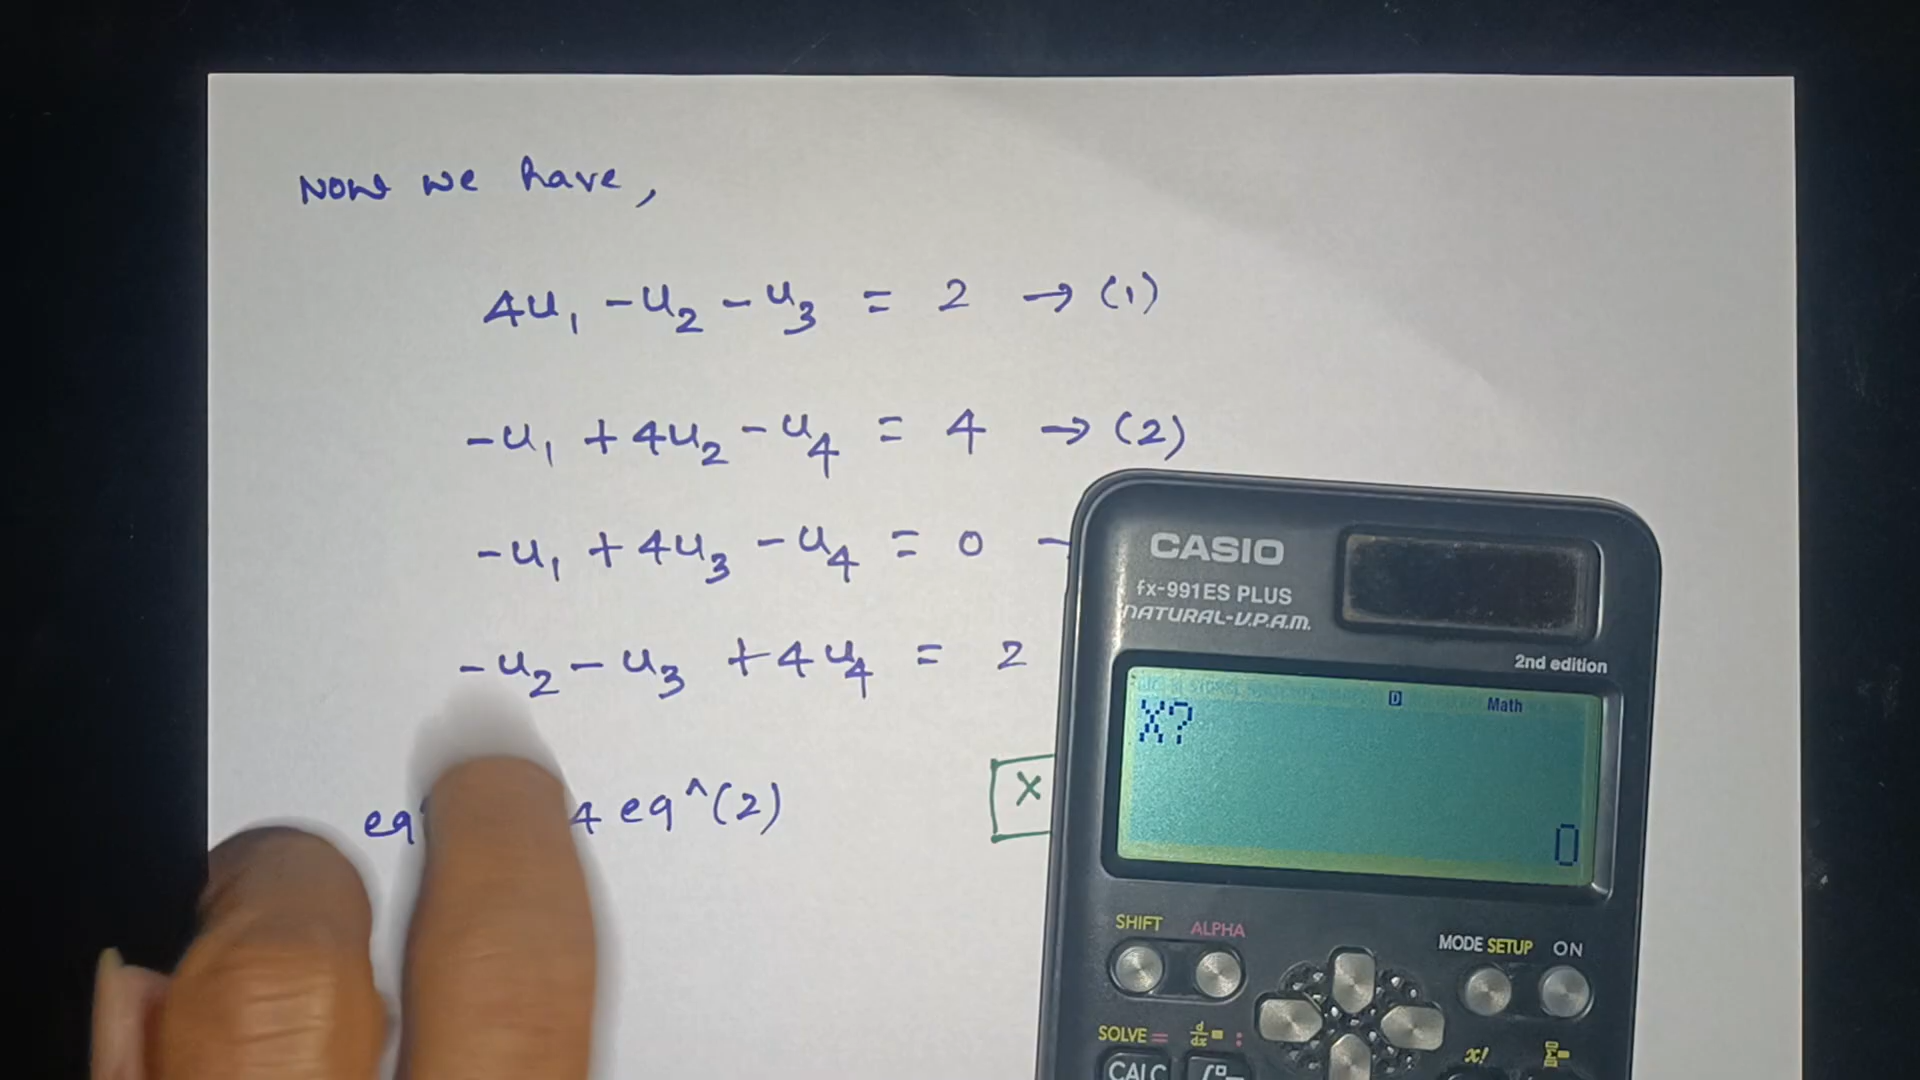 Now we have,
4u₁ - u₂ - u₃ = 2 → (1)
-u₁ + 4u₂ - u₄ = 4 → (2)
-u₁ + 4u₃ - u₄ = 0
-u₂ - u₃ + 4u₄ = 2
eq 4 eq^(2)
X
CASIO
fx-991ES PLUS
NATURAL-V.P.A.M.
2nd edition
D Math
X?
0
SHIFT ALPHA MODE SETUP ON
SOLVE = d/dx :
x!
CALC